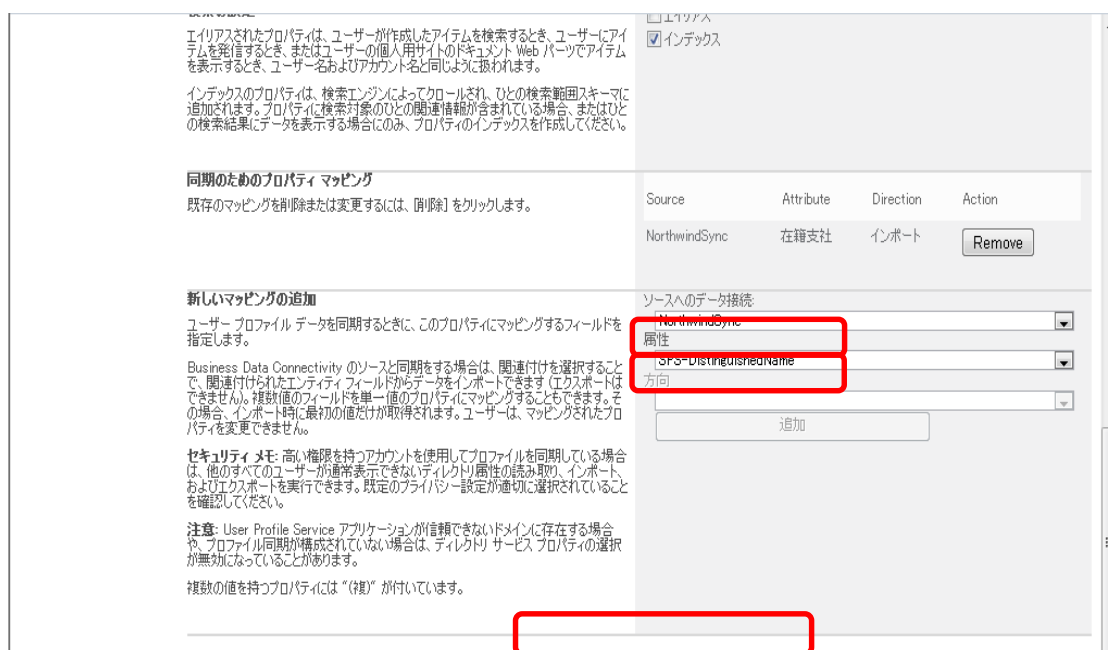 エイリアス
エイリアスされたプロパティは、ユーザーが作成したアイテムを検索するとき、ユーザーにアイ
テムを発信するとき、またはユーザーの個人用サイトのドキュメント Web パーツでアイテム
を表示するとき、ユーザー名およびアカウント名と同じように扱われます。
インデックス
インデックスのプロパティは、検索エンジンによってクロールされ、ひとの検索範囲スキーマに
追加されます。プロパティに検索対象のひとの関連情報が含まれている場合、またはひと
の検索結果にデータを表示する場合にのみ、プロパティのインデックスを作成してください。
同期のためのプロパティ マッピング
既存のマッピングを削除または変更するには、[削除] をクリックします。
Source Attribute Direction Action
NorthwindSync 在籍支社 インポート Remove
新しいマッピングの追加
ユーザー プロファイル データを同期するときに、このプロパティにマッピングするフィールドを
指定します。
Business Data Connectivity のソースと同期をする場合は、関連付けを選択すること
で、関連付けられたエンティティ フィールドからデータをインポートできます (エクスポートは
できません)。複数値のフィールドを単一値のプロパティにマッピングすることもできます。そ
の場合、インポート時に最初の値だけが取得されます。ユーザーは、マッピングされたプロ
パティを変更できません。
セキュリティ メモ: 高い権限を持つアカウントを使用してプロファイルを同期している場合
は、他のすべてのユーザーが通常表示できないディレクトリ属性の読み取り、インポート、
およびエクスポートを実行できます。既定のプライバシー設定が適切に選択されていること
を確認してください。
注意: User Profile Service アプリケーションが信頼できないドメインに存在する場合
や、プロファイル同期が構成されていない場合は、ディレクトリ サービス プロパティの選択
が無効になっていることがあります。
複数の値を持つプロパティには "(複)" が付いています。
ソースへのデータ接続:
NorthwindSync
属性
SPS-DistinguishedName
方向
追加